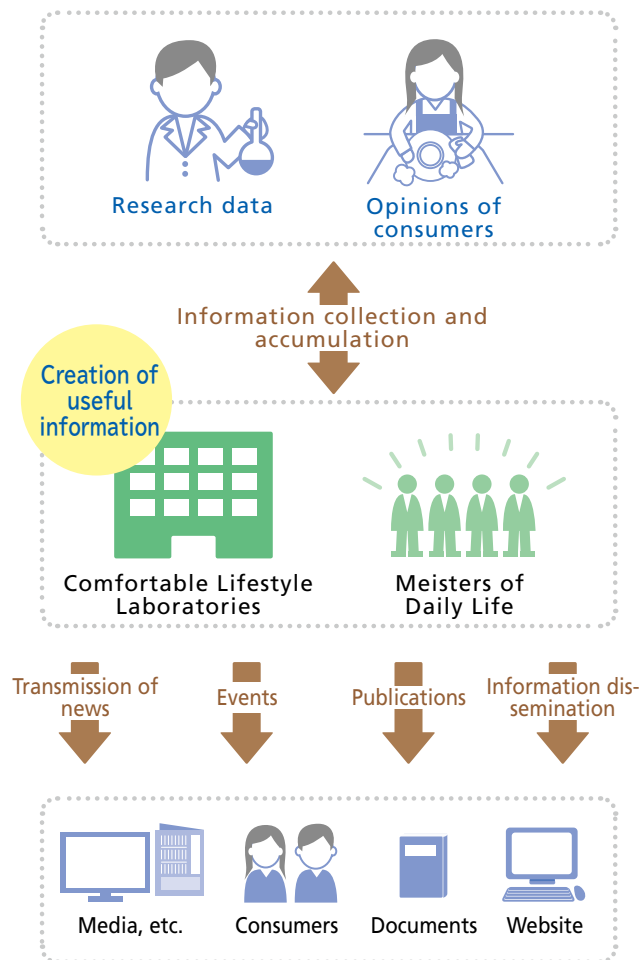 Research data
Opinions of
consumers
Information collection and
accumulation
Creation of
useful
information
Comfortable Lifestyle
Laboratories
Meisters of
Daily Life
Transmission of
news
Events
Publications
Information dis-
semination
Media, etc.
Consumers
Documents
Website